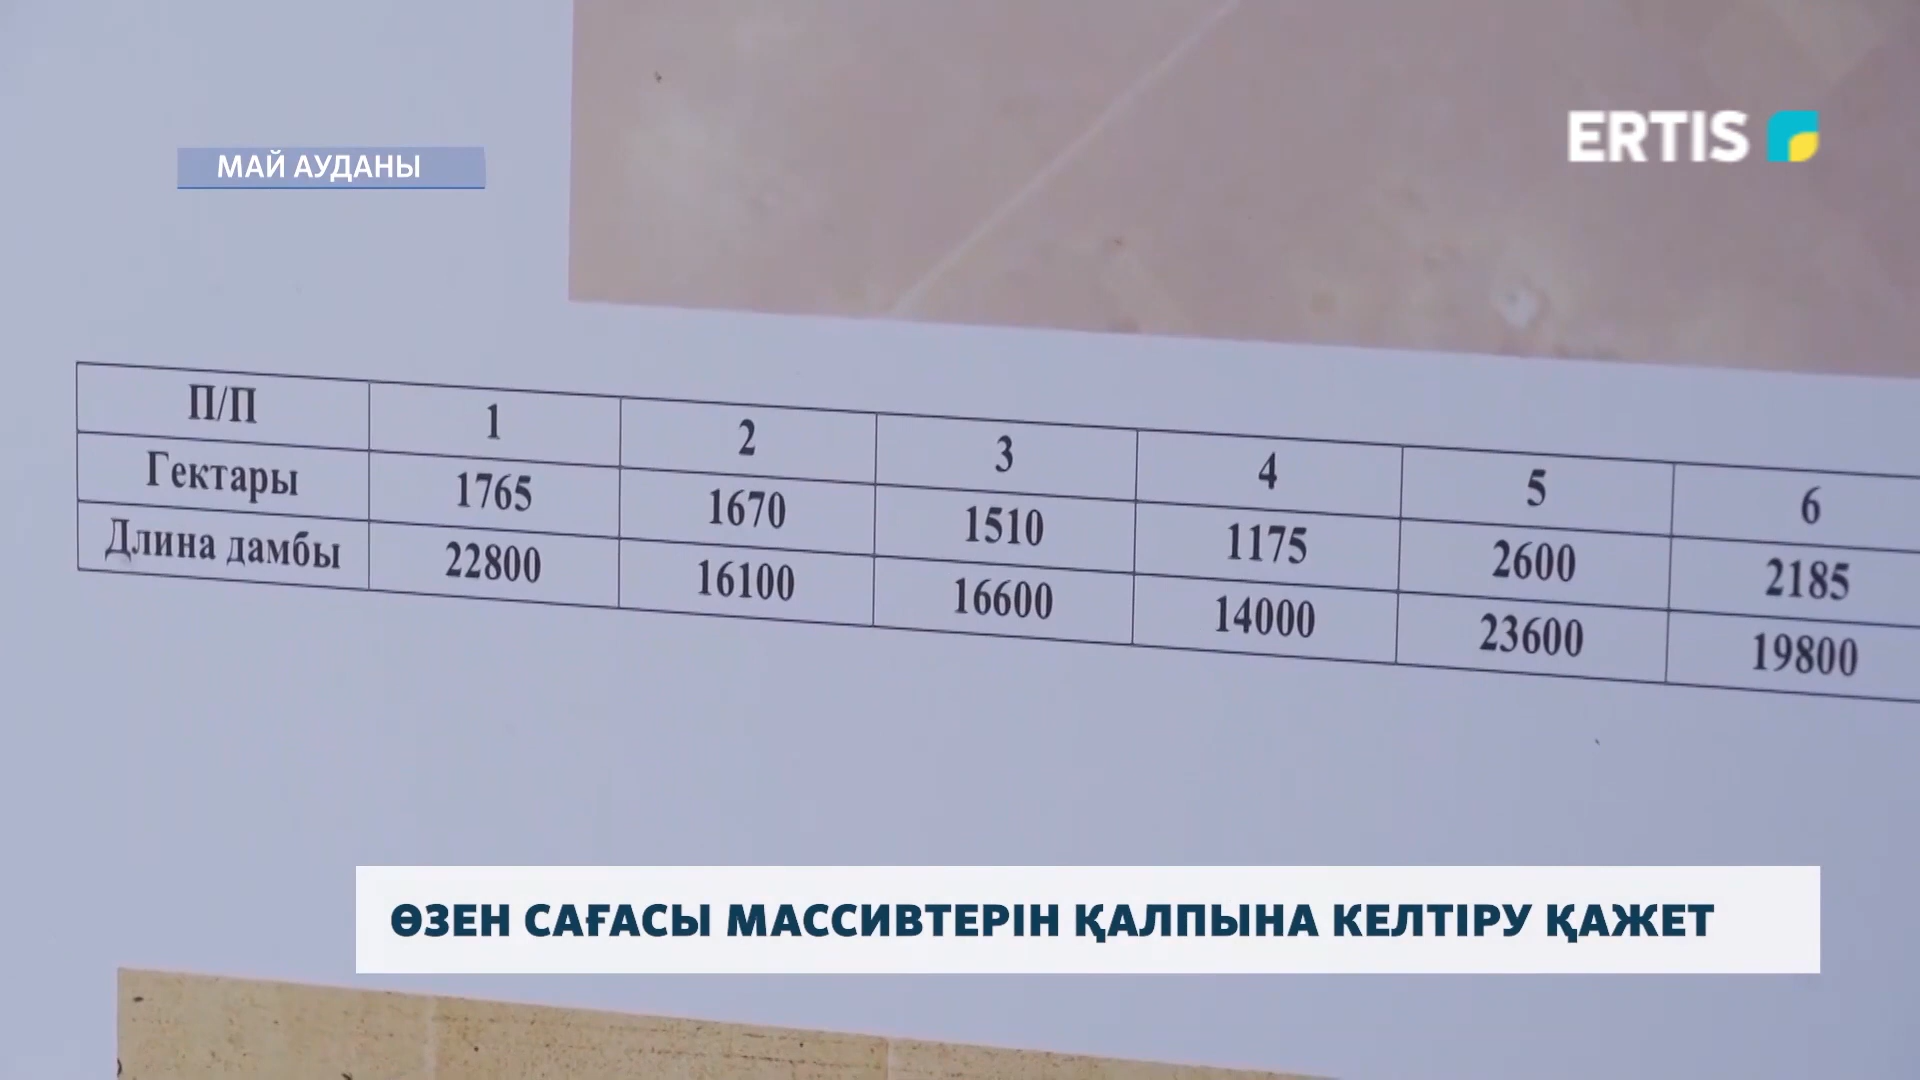 МАЙ АУДАНЫ
ERTIS
П/П 1 2 3 4 5 6
Гектары 1765 1670 1510 1175 2600 2185
Длина дамбы 22800 16100 16600 14000 23600 19800
ӨЗЕН САҒАСЫ МАССИВТЕРІН ҚАЛПЫНА КЕЛТІРУ ҚАЖЕТ